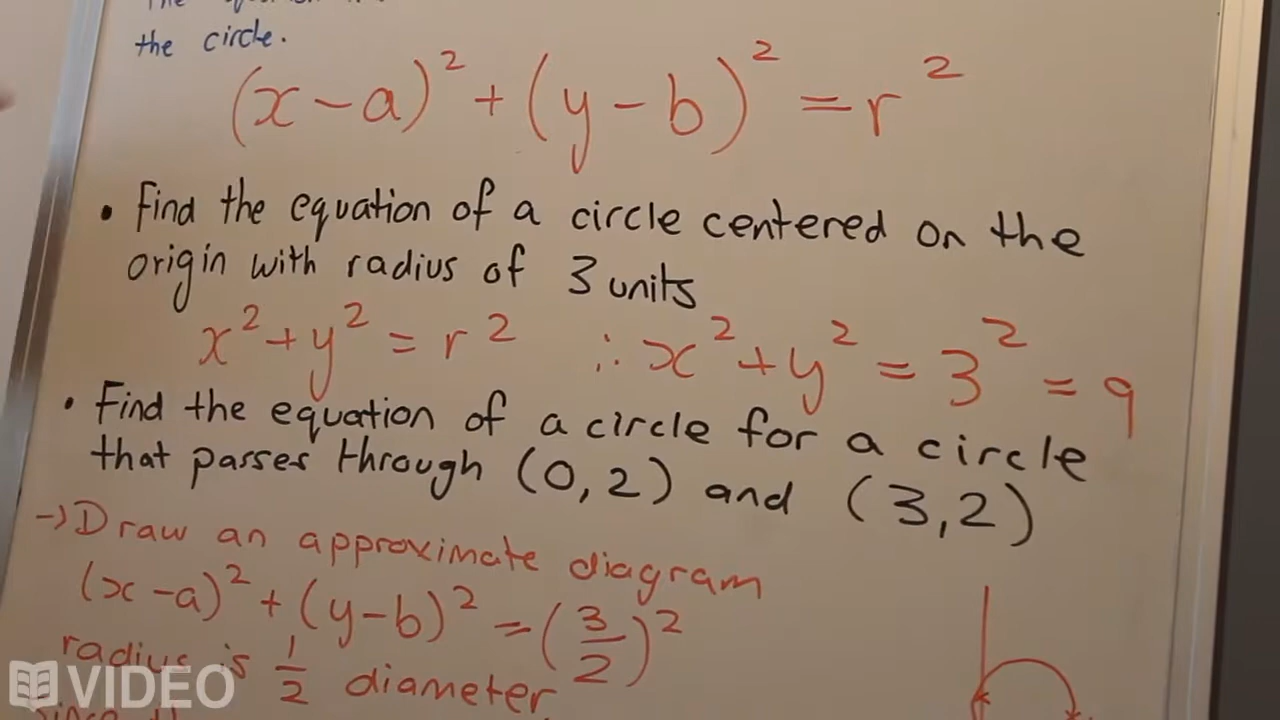 the circle.
(x-a)² + (y-b)² = r²
• Find the equation of a circle centered on the
origin with radius of 3 units
x² + y² = r² ∴ x² + y² = 3² = 9
• Find the equation of a circle for a circle
that passes through (0,2) and (3,2)
→ Draw an approximate diagram
(x-a)² + (y-b)² = (3/2)²
radius is 1/2 diameter
VIDEO